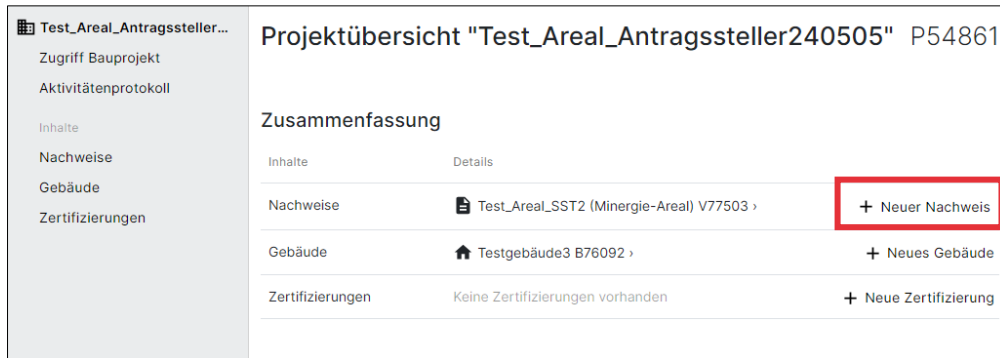 Test_Areal_Antragssteller...
Zugriff Bauprojekt
Aktivitätenprotokoll
Inhalte
Nachweise
Gebäude
Zertifizierungen
Projektübersicht "Test_Areal_Antragssteller240505" P54861
Zusammenfassung
Inhalte Details
Nachweise Test_Areal_SST2 (Minergie-Areal) V77503 › + Neuer Nachweis
Gebäude Testgebäude3 B76092 › + Neues Gebäude
Zertifizierungen Keine Zertifizierungen vorhanden + Neue Zertifizierung